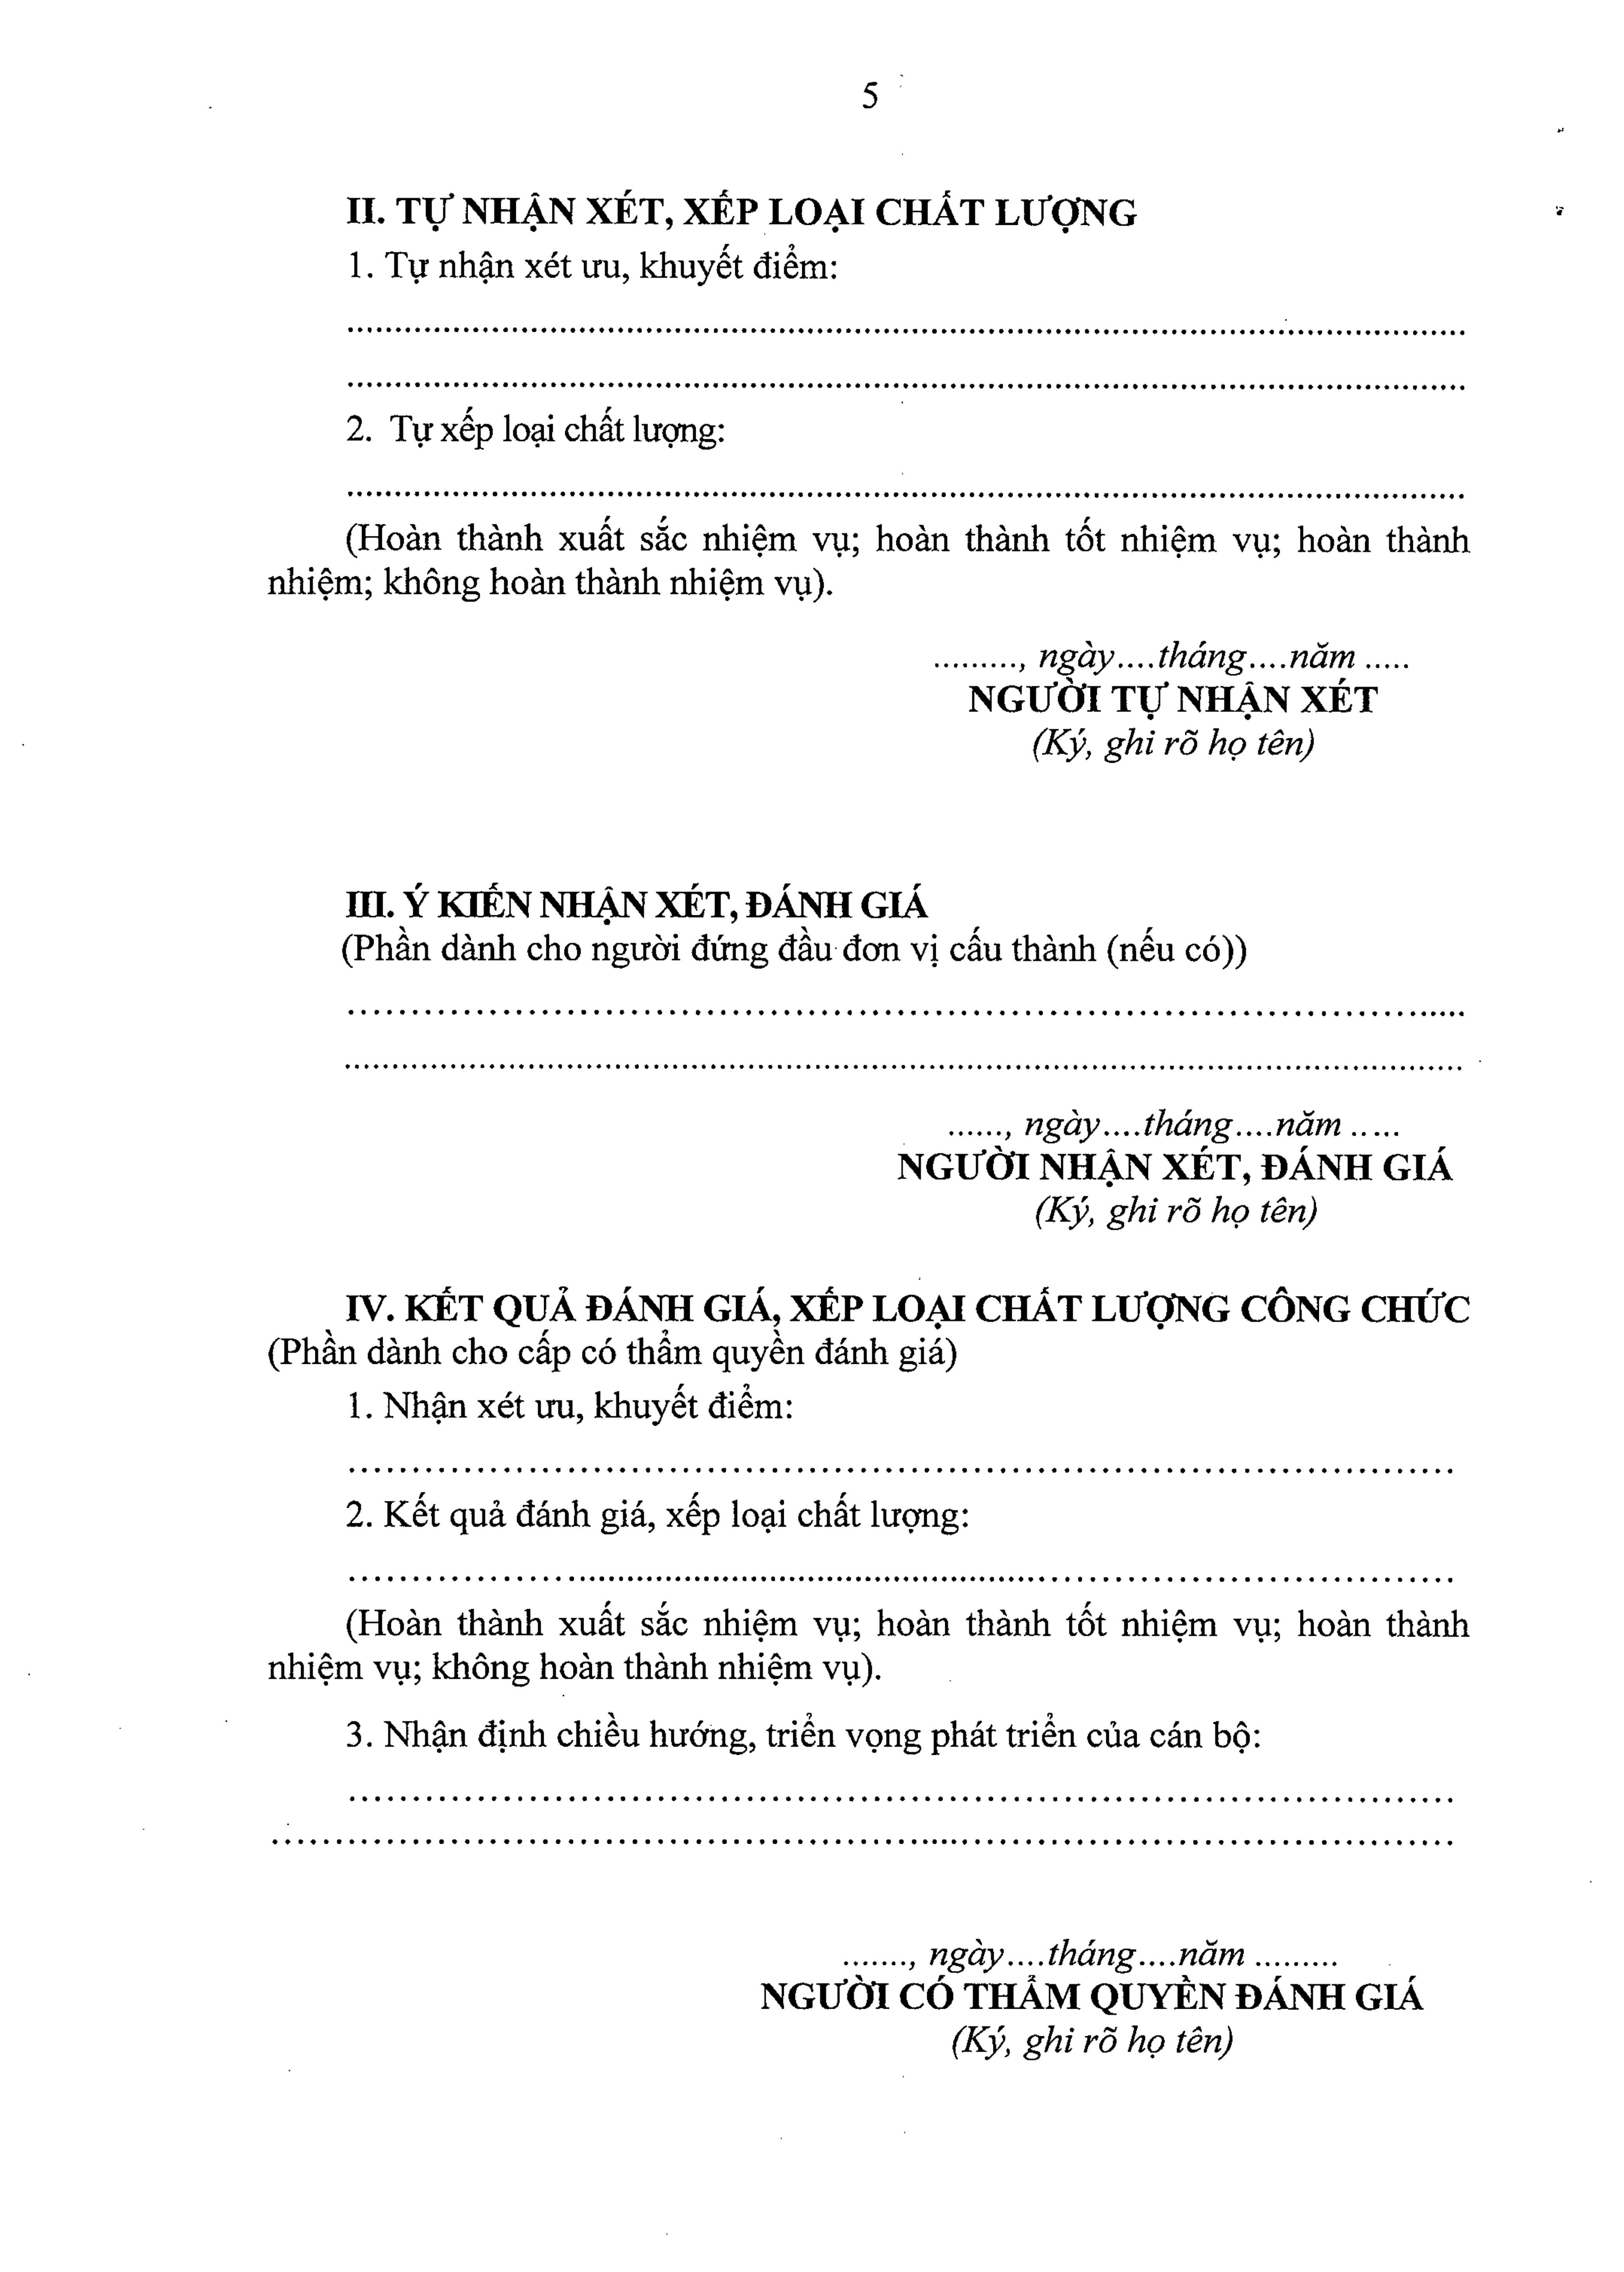 5
II. TỰ NHẬN XÉT, XẾP LOẠI CHẤT LƯỢNG
1. Tự nhận xét ưu, khuyết điểm:
........................................................................................................................
........................................................................................................................
2. Tự xếp loại chất lượng:
........................................................................................................................
(Hoàn thành xuất sắc nhiệm vụ; hoàn thành tốt nhiệm vụ; hoàn thành
nhiệm; không hoàn thành nhiệm vụ).
........., ngày....tháng....năm .....
NGƯỜI TỰ NHẬN XÉT
(Ký, ghi rõ họ tên)
III. Ý KIẾN NHẬN XÉT, ĐÁNH GIÁ
(Phần dành cho người đứng đầu đơn vị cấu thành (nếu có))
........................................................................................................................
........................................................................................................................
......, ngày....tháng....năm .....
NGƯỜI NHẬN XÉT, ĐÁNH GIÁ
(Ký, ghi rõ họ tên)
IV. KẾT QUẢ ĐÁNH GIÁ, XẾP LOẠI CHẤT LƯỢNG CÔNG CHỨC
(Phần dành cho cấp có thẩm quyền đánh giá)
1. Nhận xét ưu, khuyết điểm:
........................................................................................................................
2. Kết quả đánh giá, xếp loại chất lượng:
........................................................................................................................
(Hoàn thành xuất sắc nhiệm vụ; hoàn thành tốt nhiệm vụ; hoàn thành
nhiệm vụ; không hoàn thành nhiệm vụ).
3. Nhận định chiều hướng, triển vọng phát triển của cán bộ:
........................................................................................................................
........................................................................................................................
......., ngày....tháng....năm .........
NGƯỜI CÓ THẨM QUYỀN ĐÁNH GIÁ
(Ký, ghi rõ họ tên)